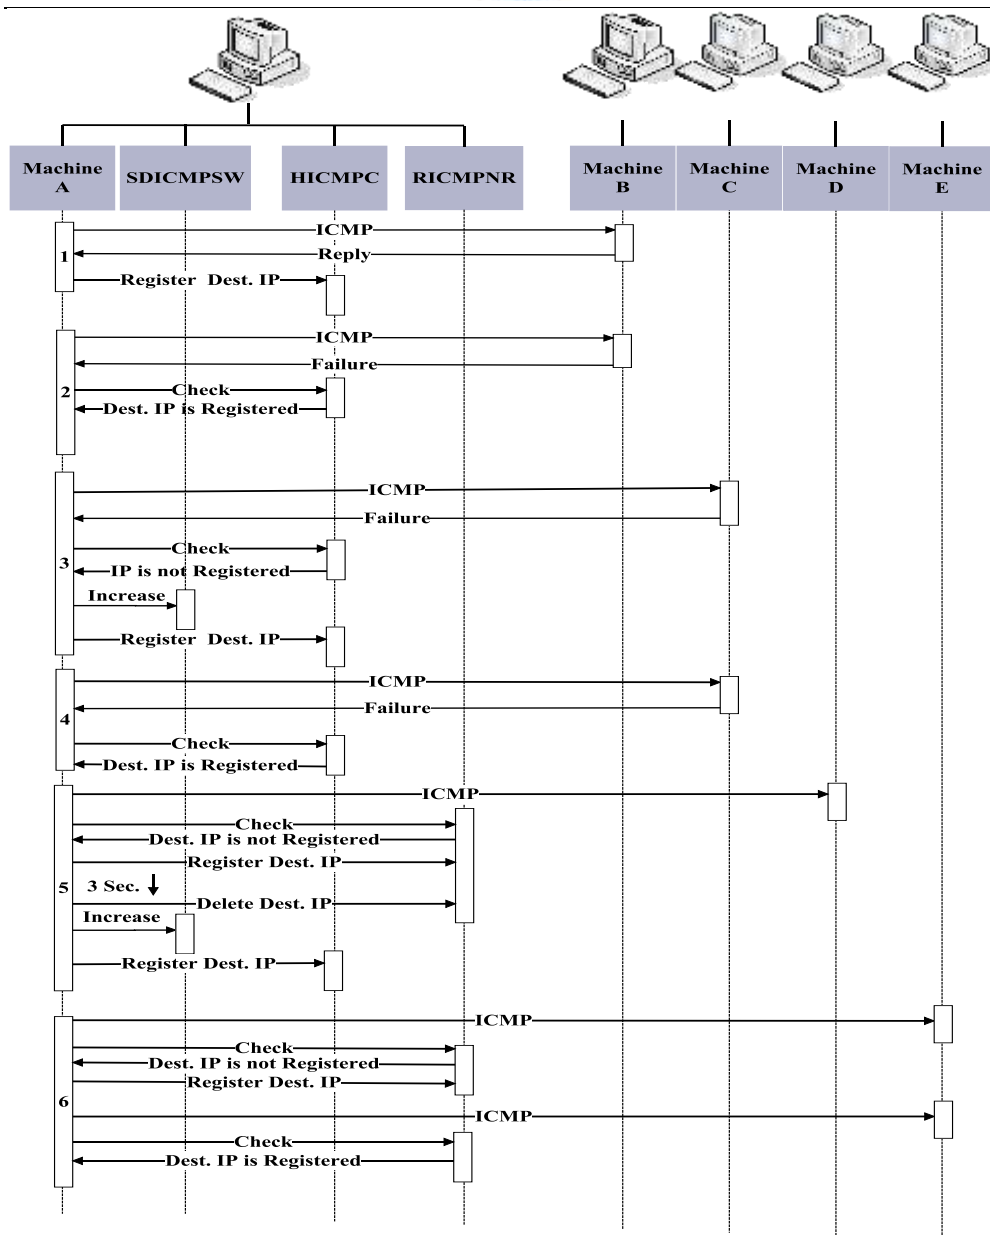 Machine A
SDICMPSW
HICMPC
RICMPNR
Machine B
Machine C
Machine D
Machine E
1
ICMP
Reply
Register Dest. IP
2
ICMP
Failure
Check
Dest. IP is Registered
3
ICMP
Failure
Check
IP is not Registered
Increase
Register Dest. IP
4
ICMP
Failure
Check
Dest. IP is Registered
5
ICMP
Check
Dest. IP is not Registered
Register Dest. IP
3 Sec.
Delete Dest. IP
Increase
Register Dest. IP
6
ICMP
Check
Dest. IP is not Registered
Register Dest. IP
ICMP
Check
Dest. IP is Registered